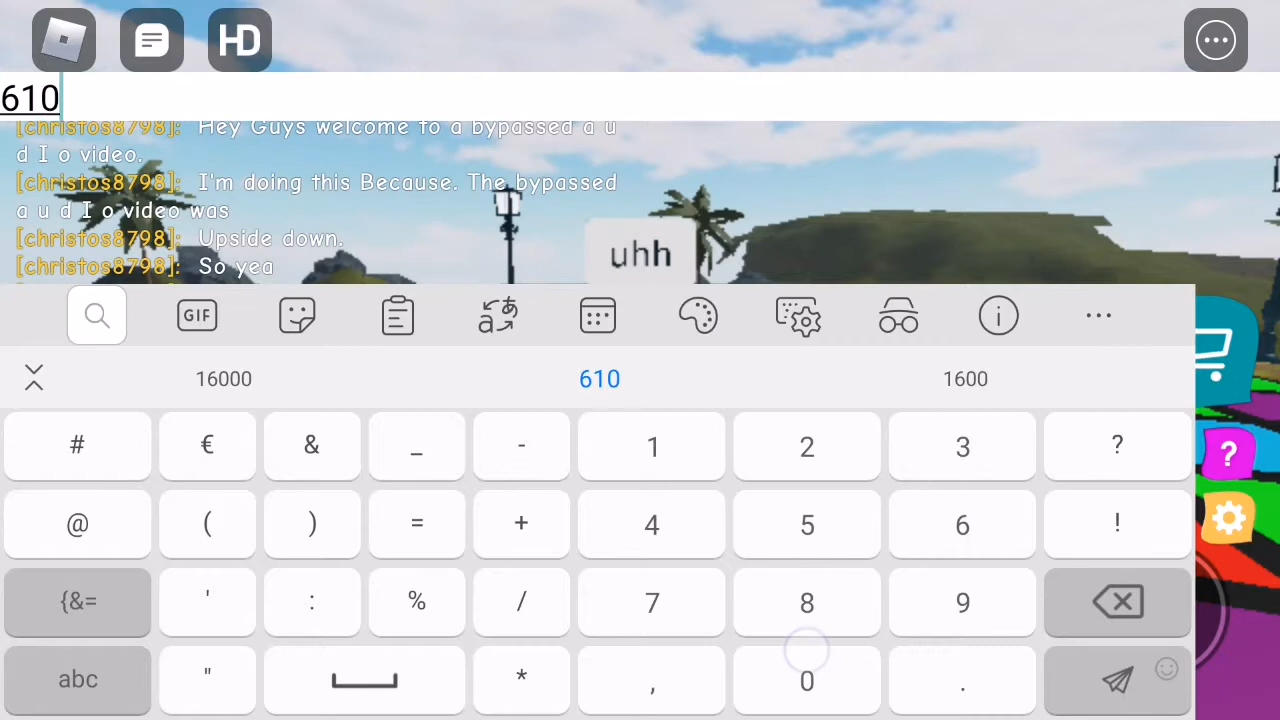 HD
610
[christos8798]: Hey Guys welcome to a bypassed a u
d I o video.
[christos8798]: I'm doing this Because. The bypassed
a u d I o video was
[christos8798]: Upside down.
[christos8798]: So yea
uhh
GIF
16000 610 1600
# € & _ - 1 2 3 ?
@ ( ) = + 4 5 6 !
{&= ' : % / 7 8 9
abc " * , 0 .
?